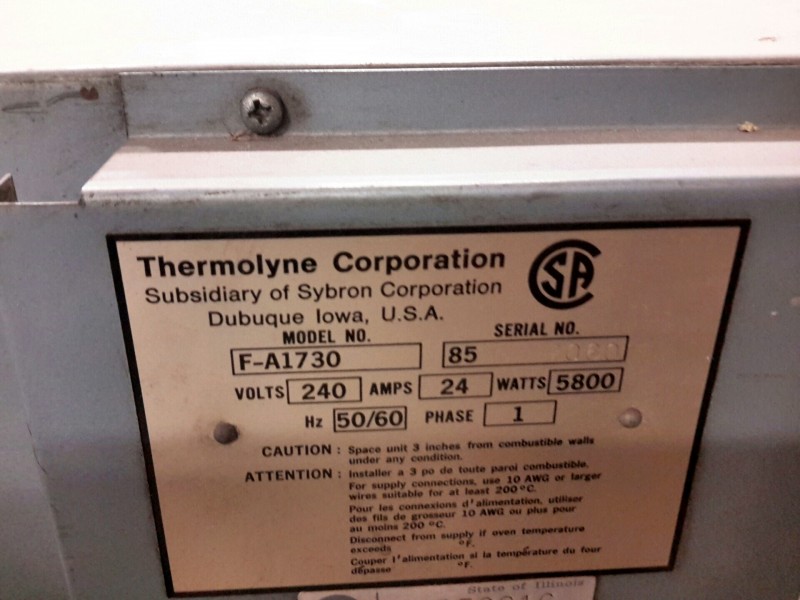 Thermolyne Corporation
Subsidiary of Sybron Corporation
Dubuque Iowa, U.S.A.
SA
MODEL NO. SERIAL NO.
F-A1730 85
VOLTS 240 AMPS 24 WATTS 5800
Hz 50/60 PHASE 1
CAUTION : Space unit 3 inches from combustible walls
under any condition.
ATTENTION : Installer a 3 po de toute paroi combustible.
For supply connections, use 10 AWG or larger
wires suitable for at least 200°C.
Pour les connexions d'alimentation, utiliser
des fils de grosseur 10 AWG ou plus pour
au moins 200 °C.
Disconnect from supply if oven temperature
exceeds °F.
Couper l'alimentation si la température du four
dépasse °F.
State of Illinois